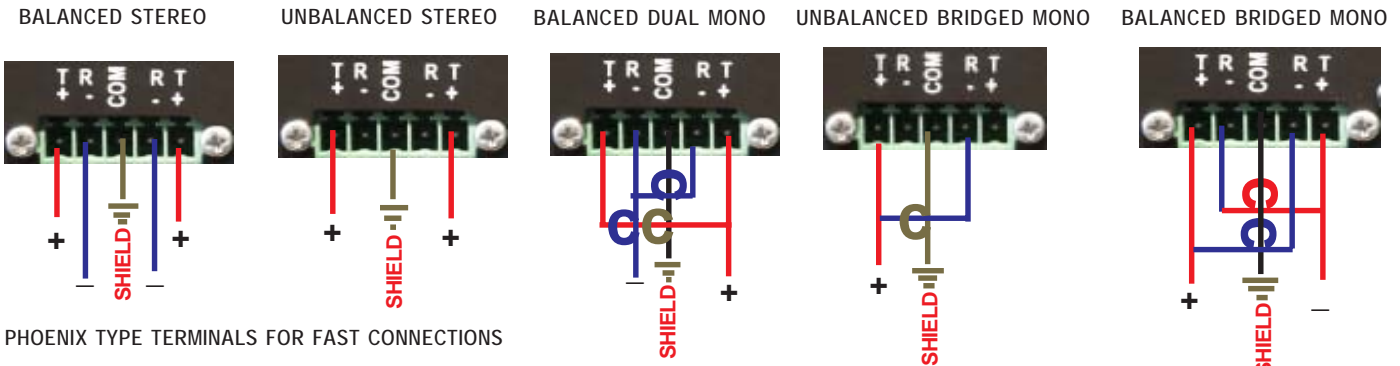 BALANCED STEREO
UNBALANCED STEREO
BALANCED DUAL MONO
UNBALANCED BRIDGED MONO
BALANCED BRIDGED MONO
T R COM R T
+ - - +
T R COM R T
+ - - +
T R COM R T
+ - - +
T R COM R T
+ - - +
T R COM R T
+ - - +
C
C C
C
C
C
+ +
– SHIELD –
+ +
SHIELD
– +
SHIELD
+
SHIELD
+ –
SHIELD
PHOENIX TYPE TERMINALS FOR FAST CONNECTIONS